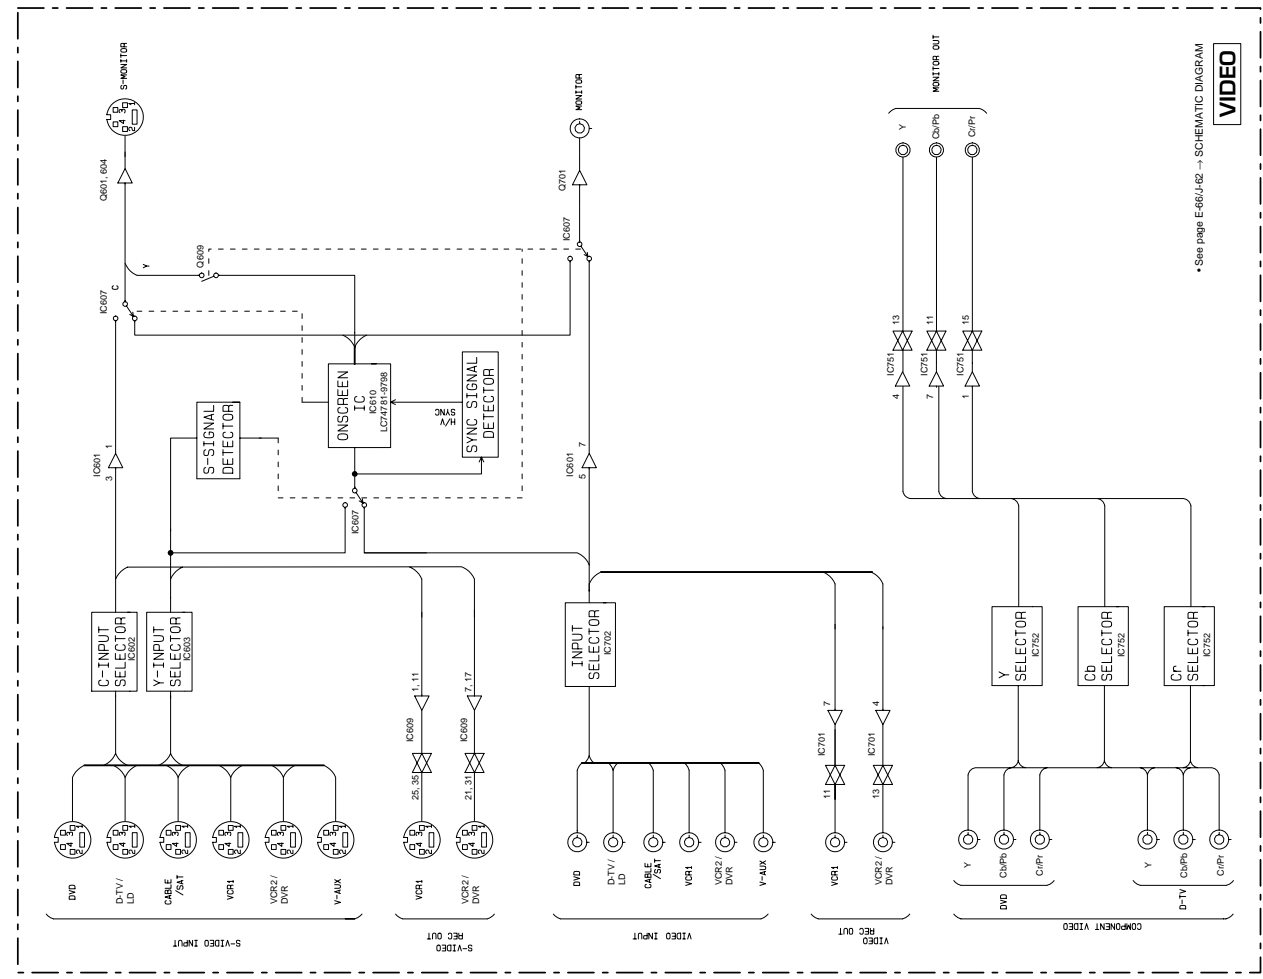 S-MONITOR
Q601, 604
Y
Q609
C
IC607
MONITOR
Q701
IC607
MONITOR OUT
Y
Cb/Pb
Cr/Pr
• See page E-66/J-62 → SCHEMATIC DIAGRAM
VIDEO
13
IC751
4
11
IC751
7
15
IC751
1
ONSCREEN
IC
IC610
LC74781-9798
H/V
SYNC
SYNC SIGNAL
DETECTOR
S-SIGNAL
DETECTOR
1
IC601
3
7
IC601
5
IC607
C-INPUT
SELECTOR
IC602
Y-INPUT
SELECTOR
IC603
1, 11
IC609
25, 35
7, 17
IC609
21, 31
INPUT
SELECTOR
IC702
7
IC701
11
4
IC701
13
Y
SELECTOR
IC752
Cb
SELECTOR
IC752
Cr
SELECTOR
IC752
1 2 3 4
DVD
D-TV/
LD
CABLE
/SAT
VCR1
VCR2/
DVR
V-AUX
S-VIDEO INPUT
VCR1
VCR2/
DVR
S-VIDEO
REC OUT
DVD
D-TV/
LD
CABLE
/SAT
VCR1
VCR2/
DVR
V-AUX
VIDEO INPUT
VCR1
VCR2/
DVR
VIDEO
REC OUT
Y
Cb/Pb
Cr/Pr
DVD
Y
Cb/Pb
Cr/Pr
D-TV
COMPONENT VIDEO